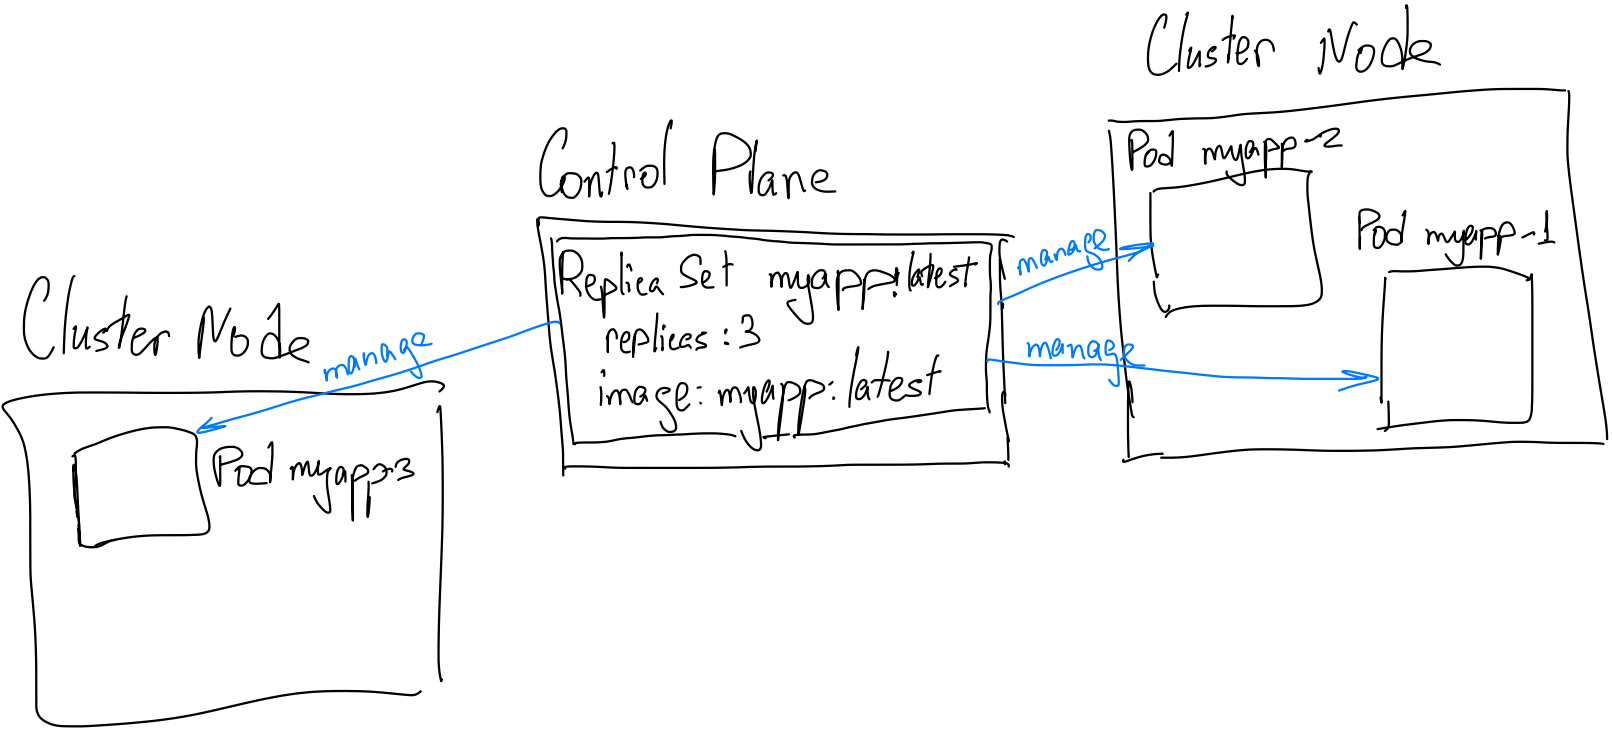 Cluster Node
Pod myapp-2
Pod myapp-1
Control Plane
Replica Set myapp:latest
replicas:3
image: myapp:latest
manage
manage
manage
Cluster Node
Pod myapp-3